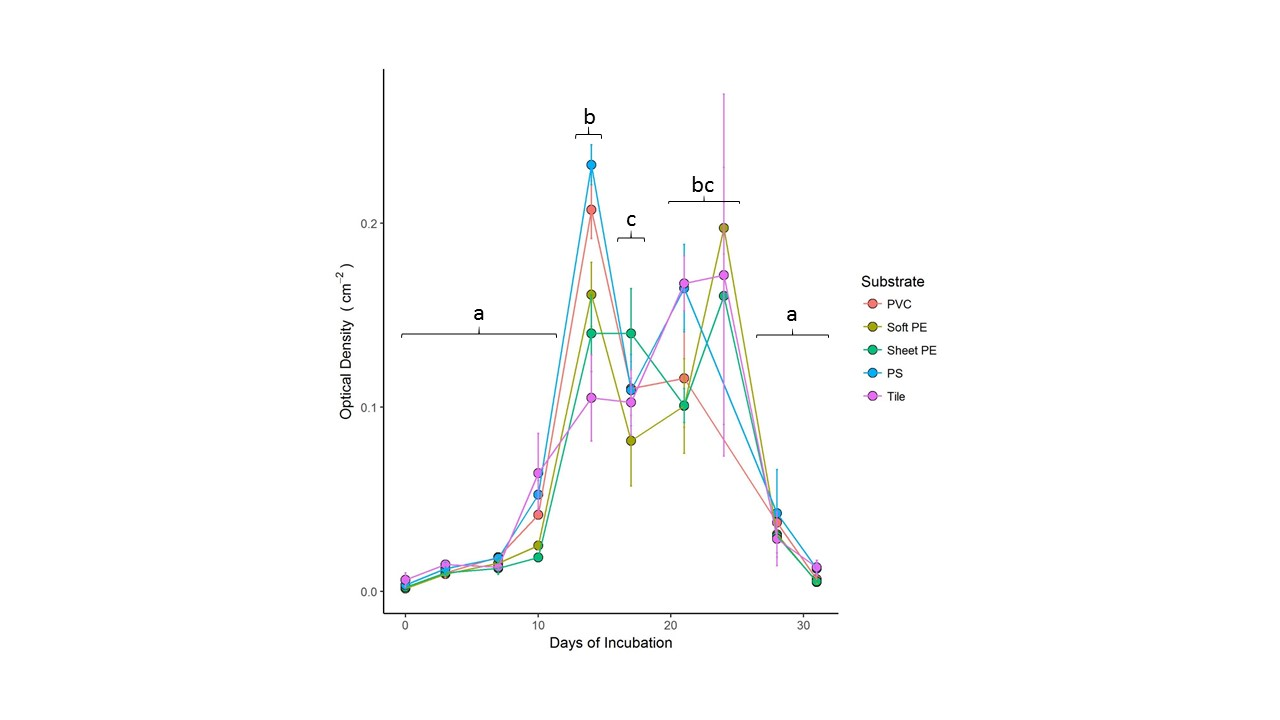 b
bc
c
a
a
0.2
0.1
0.0
Optical Density ( cm⁻² )
0 10 20 30
Days of Incubation
Substrate
PVC
Soft PE
Sheet PE
PS
Tile